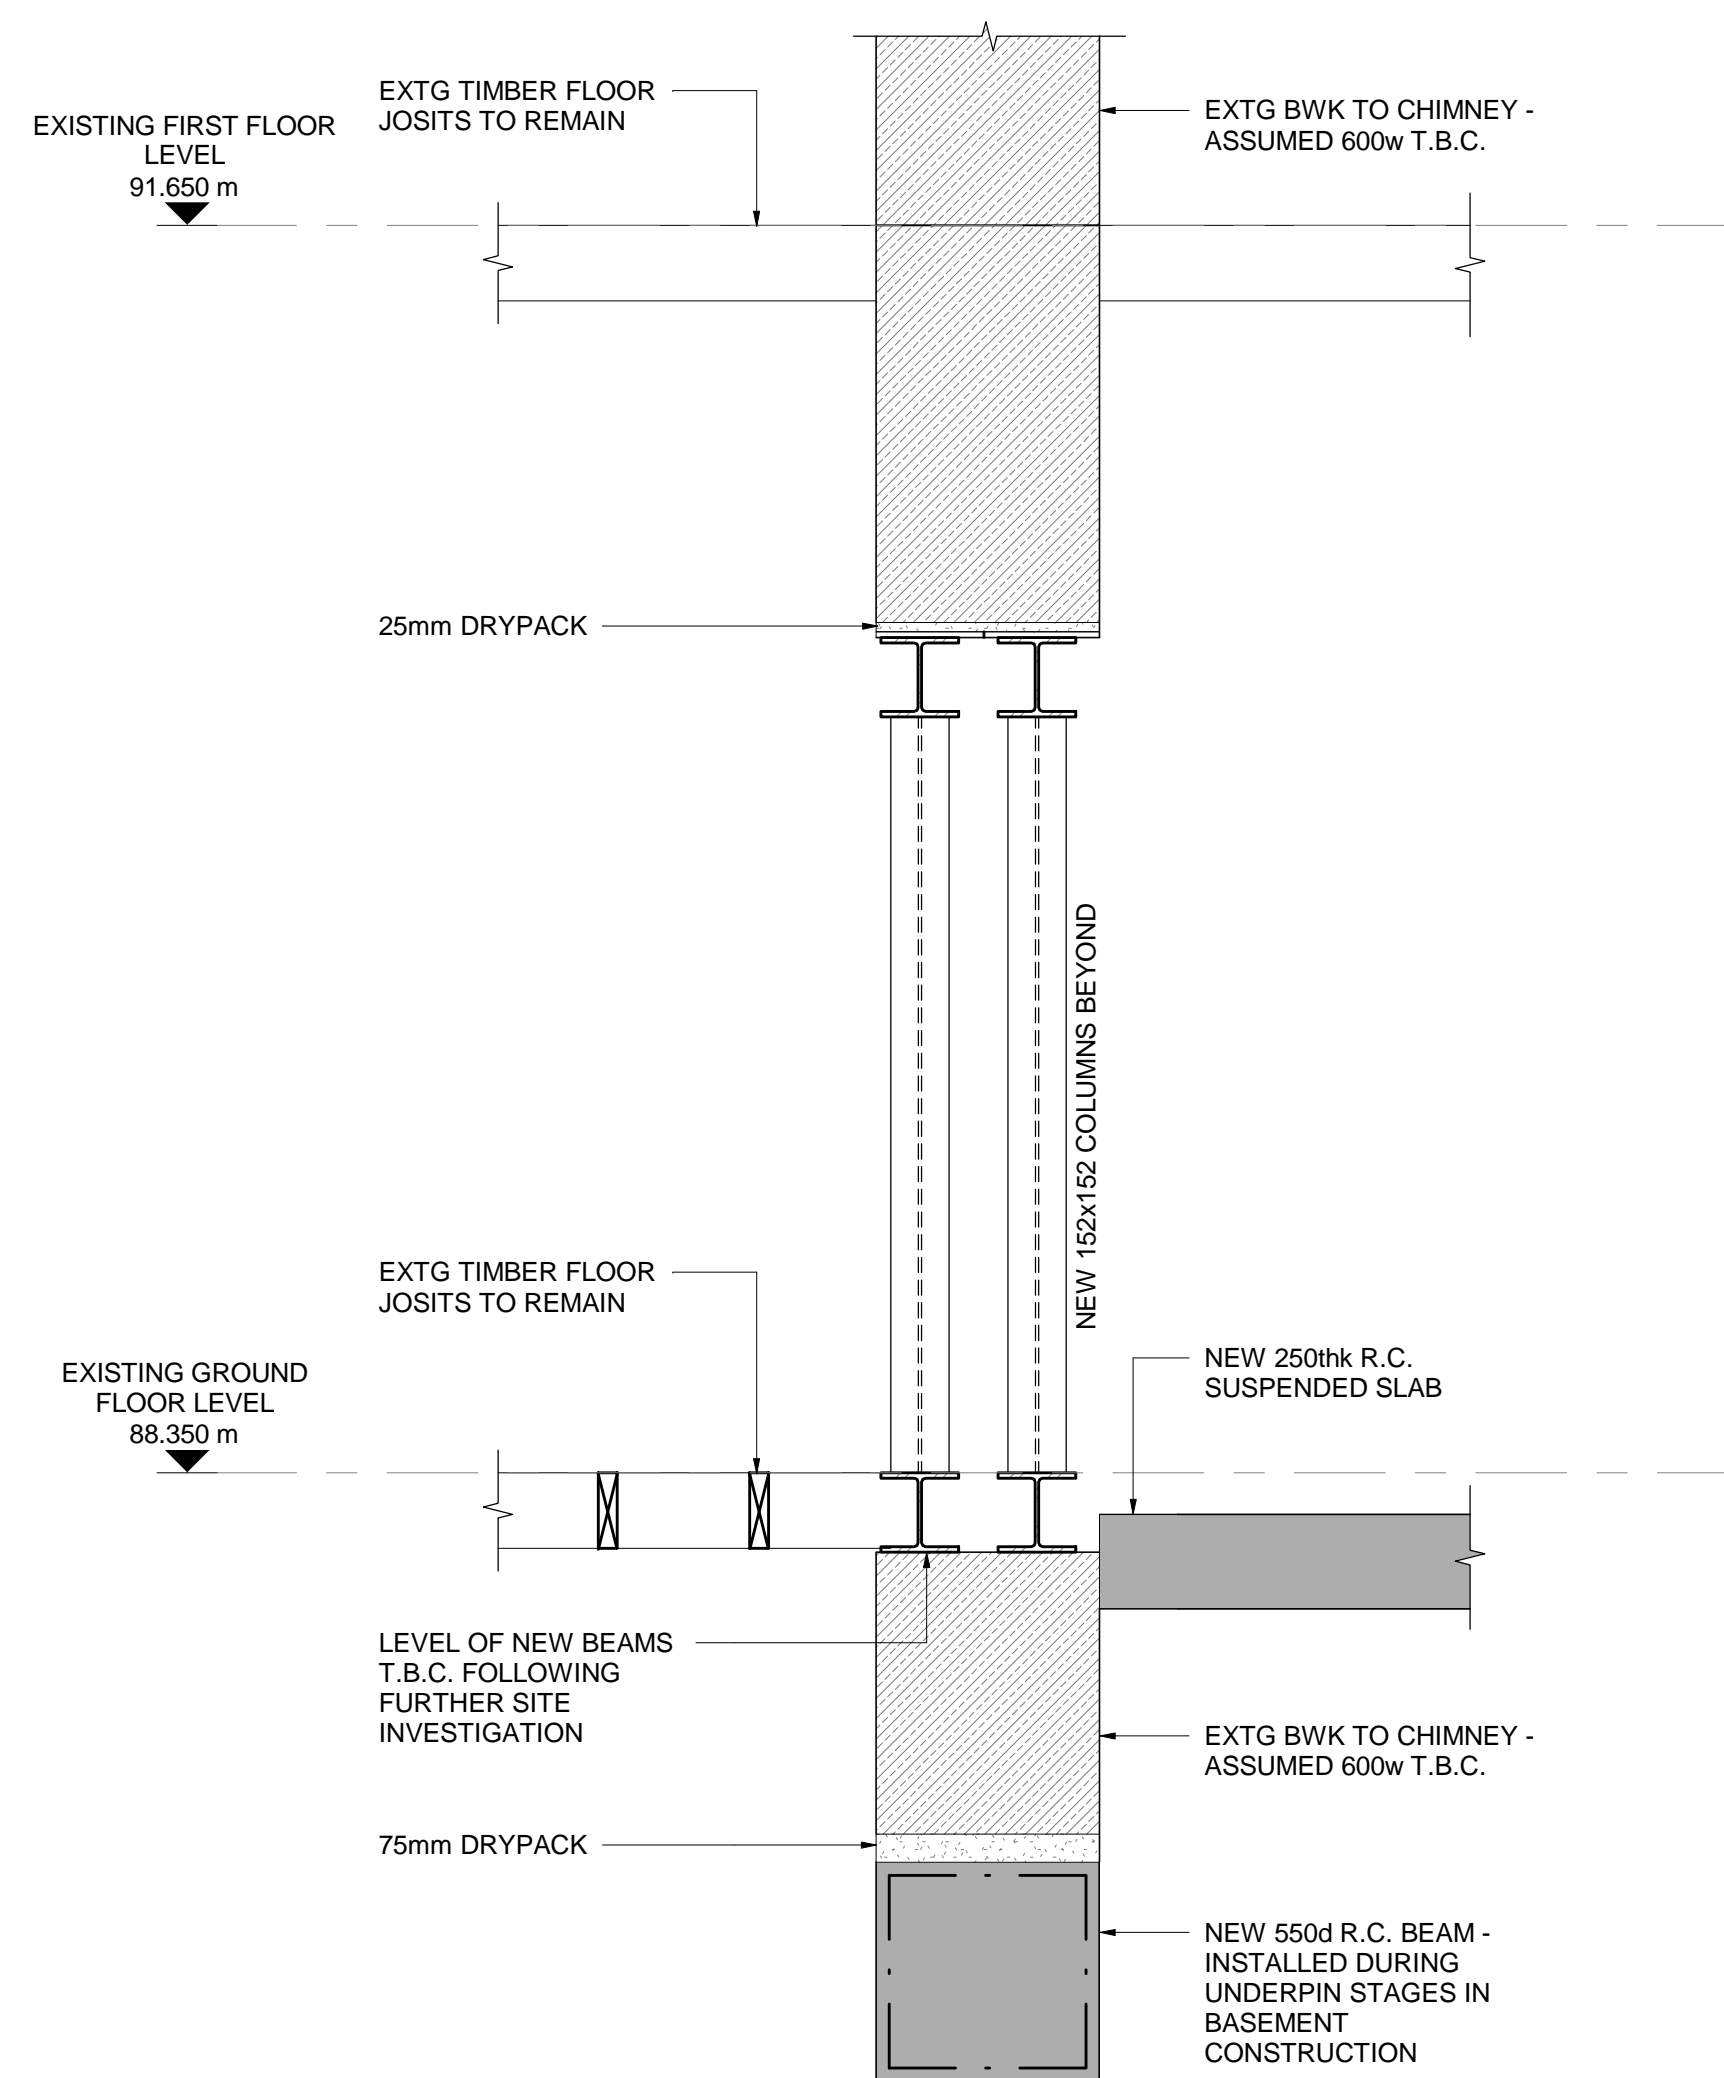 EXTG TIMBER FLOOR
JOSITS TO REMAIN
EXTG BWK TO CHIMNEY -
ASSUMED 600w T.B.C.
EXISTING FIRST FLOOR
LEVEL
91.650 m
25mm DRYPACK
NEW 152x152 COLUMNS BEYOND
EXTG TIMBER FLOOR
JOSITS TO REMAIN
NEW 250thk R.C.
SUSPENDED SLAB
EXISTING GROUND
FLOOR LEVEL
88.350 m
LEVEL OF NEW BEAMS
T.B.C. FOLLOWING
FURTHER SITE
INVESTIGATION
EXTG BWK TO CHIMNEY -
ASSUMED 600w T.B.C.
75mm DRYPACK
NEW 550d R.C. BEAM -
INSTALLED DURING
UNDERPIN STAGES IN
BASEMENT
CONSTRUCTION